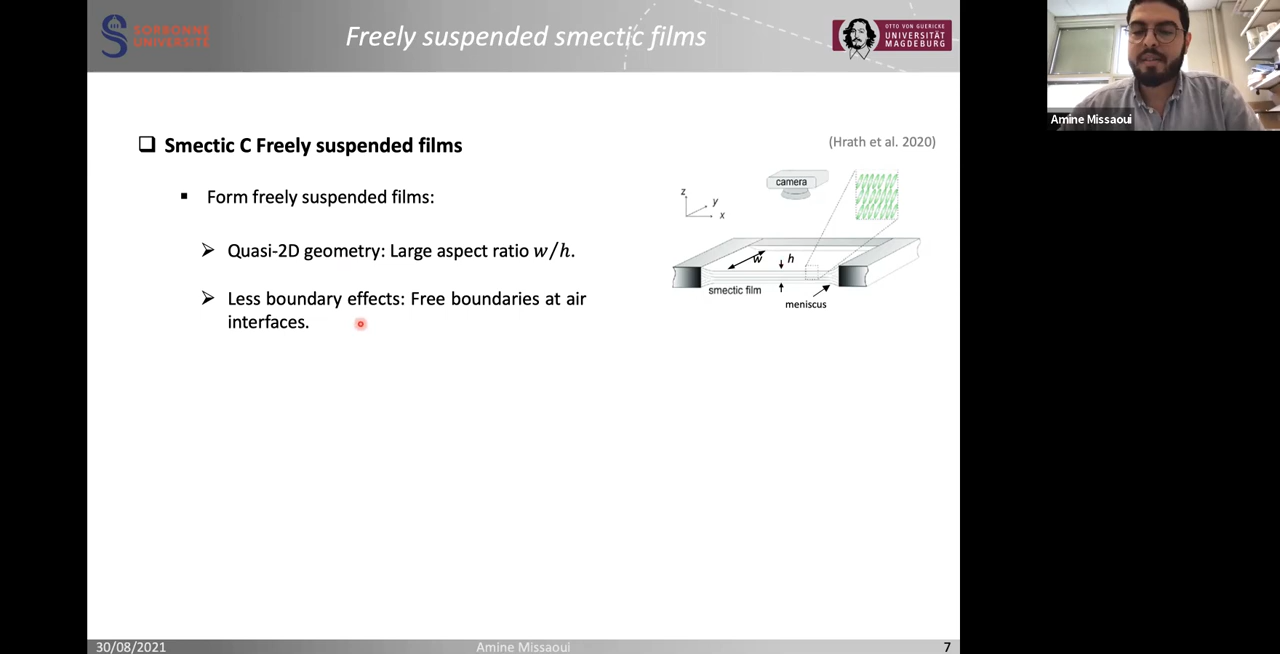 SORBONNE
UNIVERSITÉ
Freely suspended smectic films
OTTO VON GUERICKE
UNIVERSITÄT
MAGDEBURG
Amine Missaoui
❑ Smectic C Freely suspended films
(Hrath et al. 2020)
▪ Form freely suspended films:
➢ Quasi-2D geometry: Large aspect ratio w/h.
➢ Less boundary effects: Free boundaries at air
interfaces.
camera
z
y
x
w
h
smectic film
meniscus
30/08/2021
Amine Missaoui
7